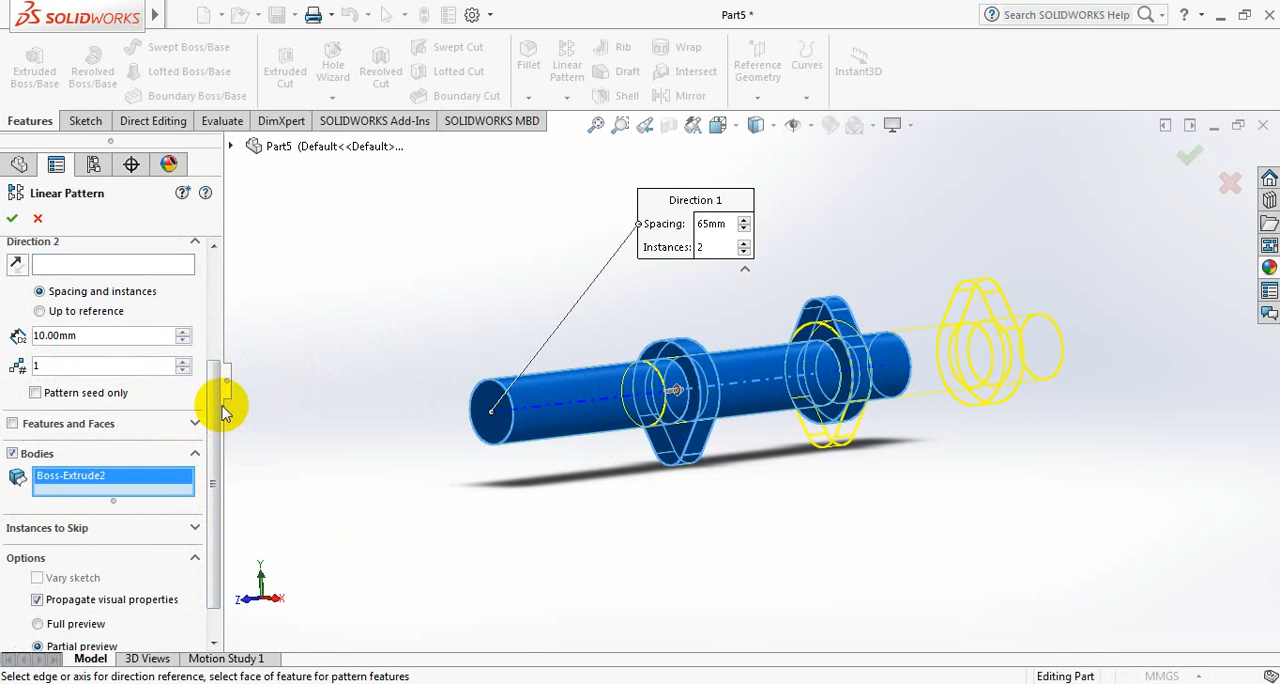 SOLIDWORKS
Part5 *
Search SOLIDWORKS Help
Extruded Boss/Base
Revolved Boss/Base
Swept Boss/Base
Lofted Boss/Base
Boundary Boss/Base
Extruded Cut
Hole Wizard
Revolved Cut
Swept Cut
Lofted Cut
Boundary Cut
Fillet
Linear Pattern
Rib
Draft
Shell
Wrap
Intersect
Mirror
Reference Geometry
Curves
Instant3D
Features
Sketch
Direct Editing
Evaluate
DimXpert
SOLIDWORKS Add-Ins
SOLIDWORKS MBD
Part5 (Default<<Default>...
Linear Pattern
Direction 2
Spacing and instances
Up to reference
D2
10.00mm
1
Pattern seed only
Features and Faces
Bodies
Boss-Extrude2
Instances to Skip
Options
Vary sketch
Propagate visual properties
Full preview
Partial preview
Direction 1
Spacing: 65mm
Instances: 2
Y
Z
X
Model
3D Views
Motion Study 1
Select edge or axis for direction reference, select face of feature for pattern features
Editing Part
MMGS